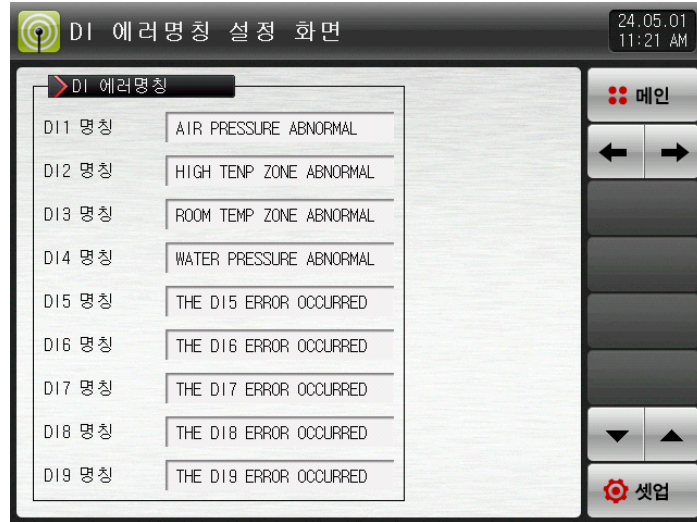 DI 에러명칭 설정 화면
24.05.01
11:21 AM
DI 에러명칭
DI1 명칭 AIR PRESSURE ABNORMAL
DI2 명칭 HIGH TENP ZONE ABNORMAL
DI3 명칭 ROOM TEMP ZONE ABNORMAL
DI4 명칭 WATER PRESSURE ABNORMAL
DI5 명칭 THE DI5 ERROR OCCURRED
DI6 명칭 THE DI6 ERROR OCCURRED
DI7 명칭 THE DI7 ERROR OCCURRED
DI8 명칭 THE DI8 ERROR OCCURRED
DI9 명칭 THE DI9 ERROR OCCURRED
메인
셋업